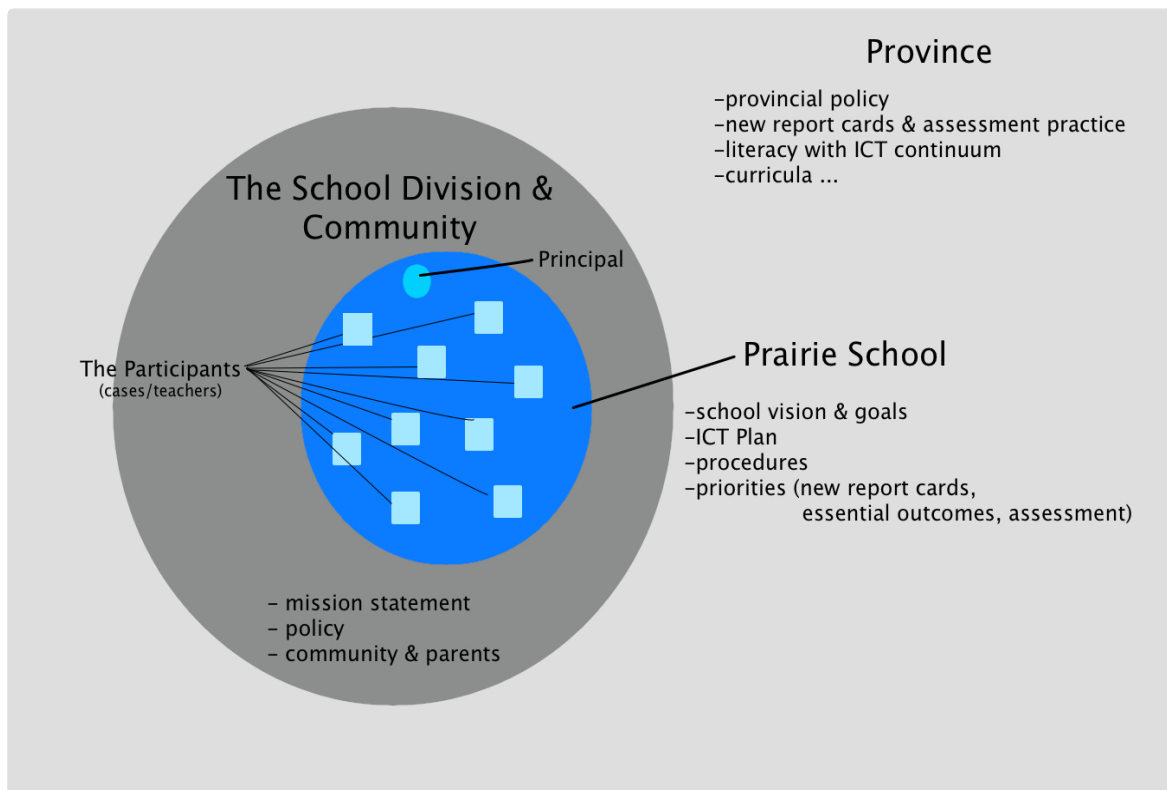 Province
-provincial policy
-new report cards & assessment practice
-literacy with ICT continuum
-curricula ...
The School Division &
Community
Principal
The Participants
(cases/teachers)
Prairie School
-school vision & goals
-ICT Plan
-procedures
-priorities (new report cards,
essential outcomes, assessment)
- mission statement
- policy
- community & parents